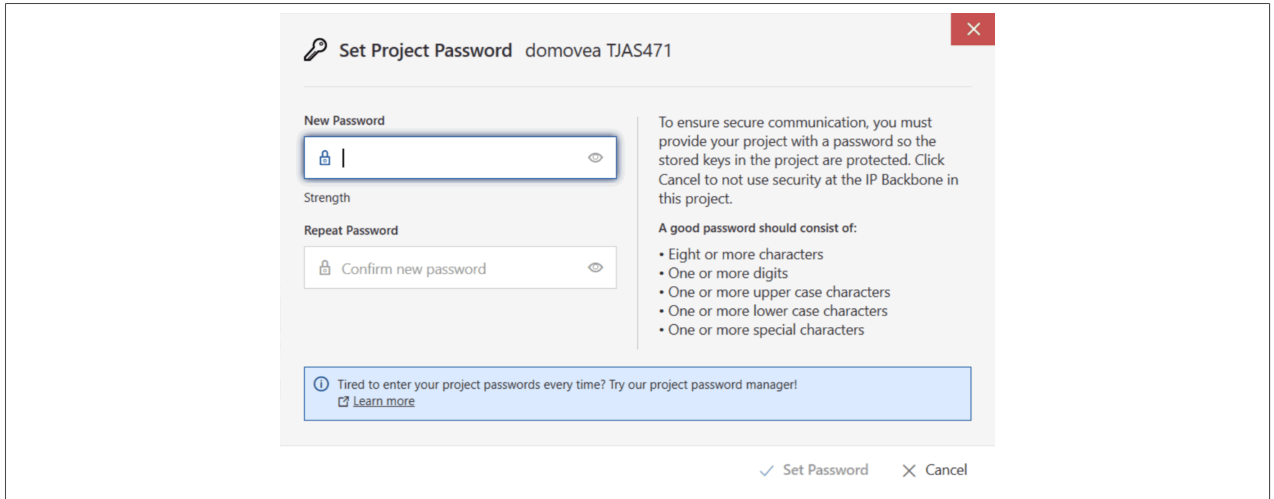 Set Project Password domovea TJAS471
New Password
Strength
Repeat Password
Confirm new password
To ensure secure communication, you must
provide your project with a password so the
stored keys in the project are protected. Click
Cancel to not use security at the IP Backbone in
this project.
A good password should consist of:
• Eight or more characters
• One or more digits
• One or more upper case characters
• One or more lower case characters
• One or more special characters
Tired to enter your project passwords every time? Try our project password manager!
Learn more
Set Password Cancel